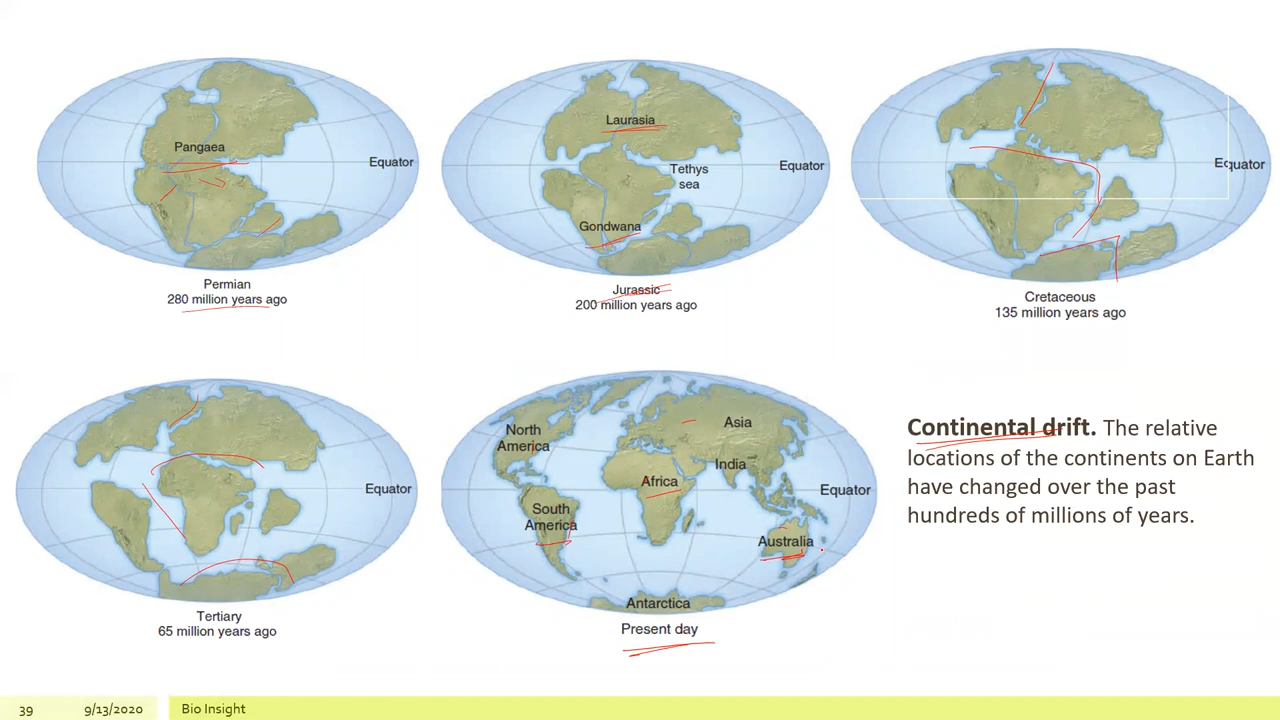 Pangaea
Equator
Permian
280 million years ago
Laurasia
Tethys
sea
Equator
Gondwana
Jurassic
200 million years ago
Equator
Cretaceous
135 million years ago
Equator
Tertiary
65 million years ago
North
America
Asia
India
Africa
Equator
South
America
Australia
Antarctica
Present day
Continental drift. The relative
locations of the continents on Earth
have changed over the past
hundreds of millions of years.
39 9/13/2020 Bio Insight